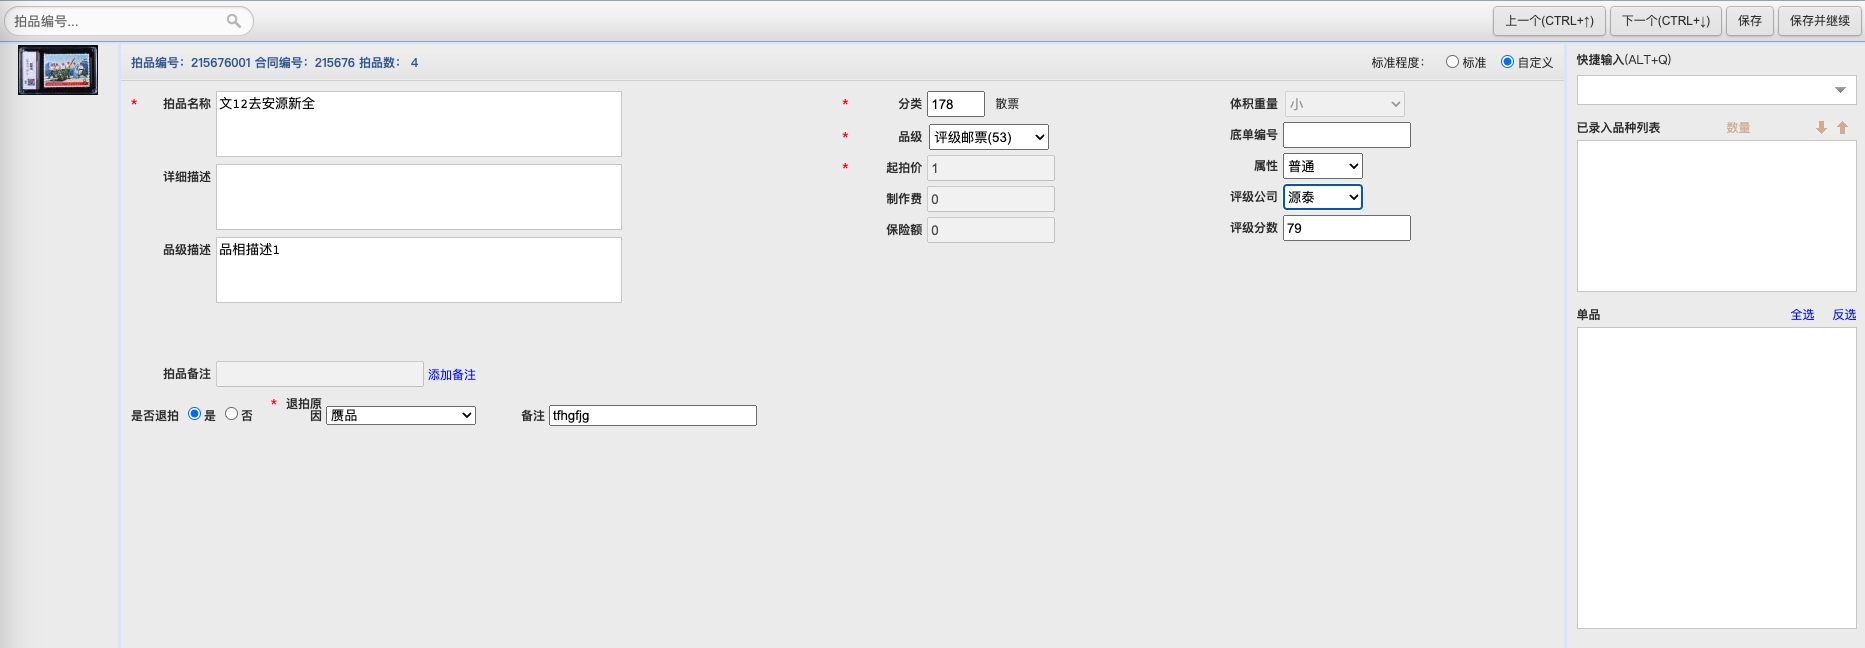 拍品编号...
上一个(CTRL+↑) 下一个(CTRL+↓) 保存 保存并继续
拍品编号：215676001 合同编号：215676 拍品数： 4
标准程度： 标准 自定义
* 拍品名称 文12去安源新全
详细描述
品级描述 品相描述1
* 分类 178 散票
* 品级 评级邮票(53)
* 起拍价 1
制作费 0
保险额 0
体积重量 小
底单编号
属性 普通
评级公司 源泰
评级分数 79
拍品备注 添加备注
是否退拍 是 否 * 退拍原因 赝品 备注 tfhgfjg
快捷输入(ALT+Q)
已录入品种列表 数量
单品 全选 反选